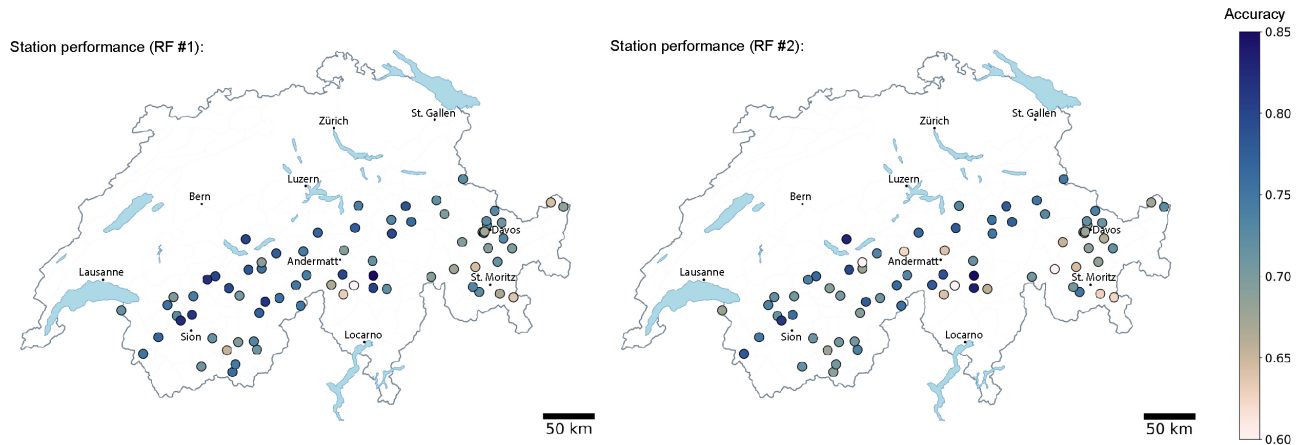 Station performance (RF #1):
St. Gallen
Zürich
Luzern
Bern
Davos
Andermatt
Lausanne
St. Moritz
Sion
Locarno
50 km
Station performance (RF #2):
St. Gallen
Zürich
Luzern
Bern
Davos
Andermatt
Lausanne
St. Moritz
Sion
Locarno
50 km
Accuracy
0.85
0.80
0.75
0.70
0.65
0.60